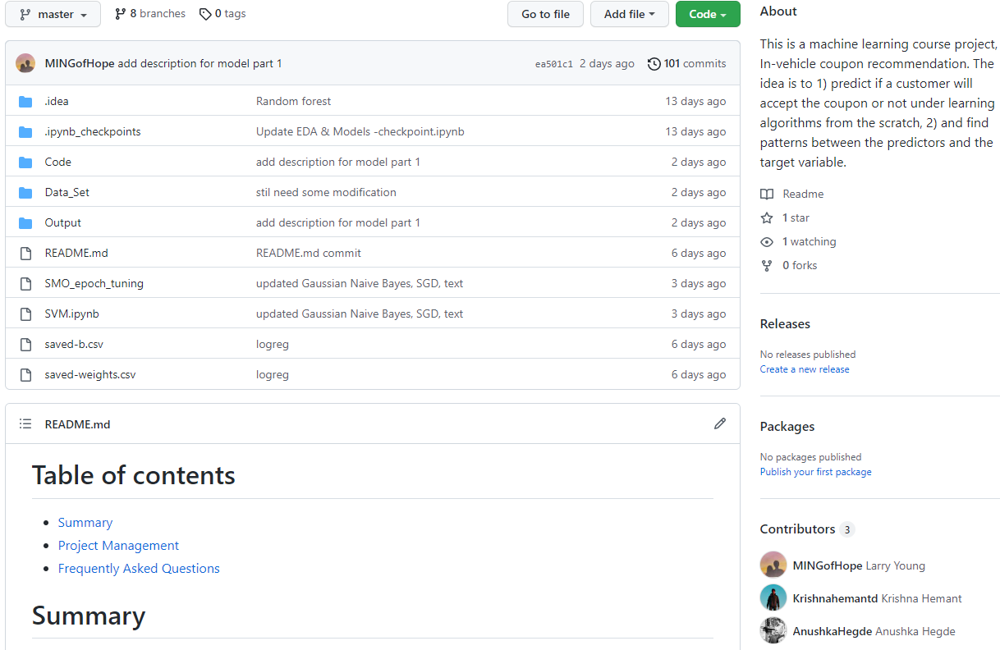 master 8 branches 0 tags Go to file Add file Code
MINGofHope add description for model part 1 ea501c1 2 days ago 101 commits
.idea Random forest 13 days ago
.ipynb_checkpoints Update EDA & Models -checkpoint.ipynb 13 days ago
Code add description for model part 1 2 days ago
Data_Set stil need some modification 2 days ago
Output add description for model part 1 2 days ago
README.md README.md commit 6 days ago
SMO_epoch_tuning updated Gaussian Naive Bayes, SGD, text 3 days ago
SVM.ipynb updated Gaussian Naive Bayes, SGD, text 3 days ago
saved-b.csv logreg 6 days ago
saved-weights.csv logreg 6 days ago
README.md
Table of contents
Summary
Project Management
Frequently Asked Questions
Summary
About
This is a machine learning course project,
In-vehicle coupon recommendation. The
idea is to 1) predict if a customer will
accept the coupon or not under learning
algorithms from the scratch, 2) and find
patterns between the predictors and the
target variable.
Readme
1 star
1 watching
0 forks
Releases
No releases published
Create a new release
Packages
No packages published
Publish your first package
Contributors 3
MINGofHope Larry Young
Krishnahemantd Krishna Hemant
AnushkaHegde Anushka Hegde